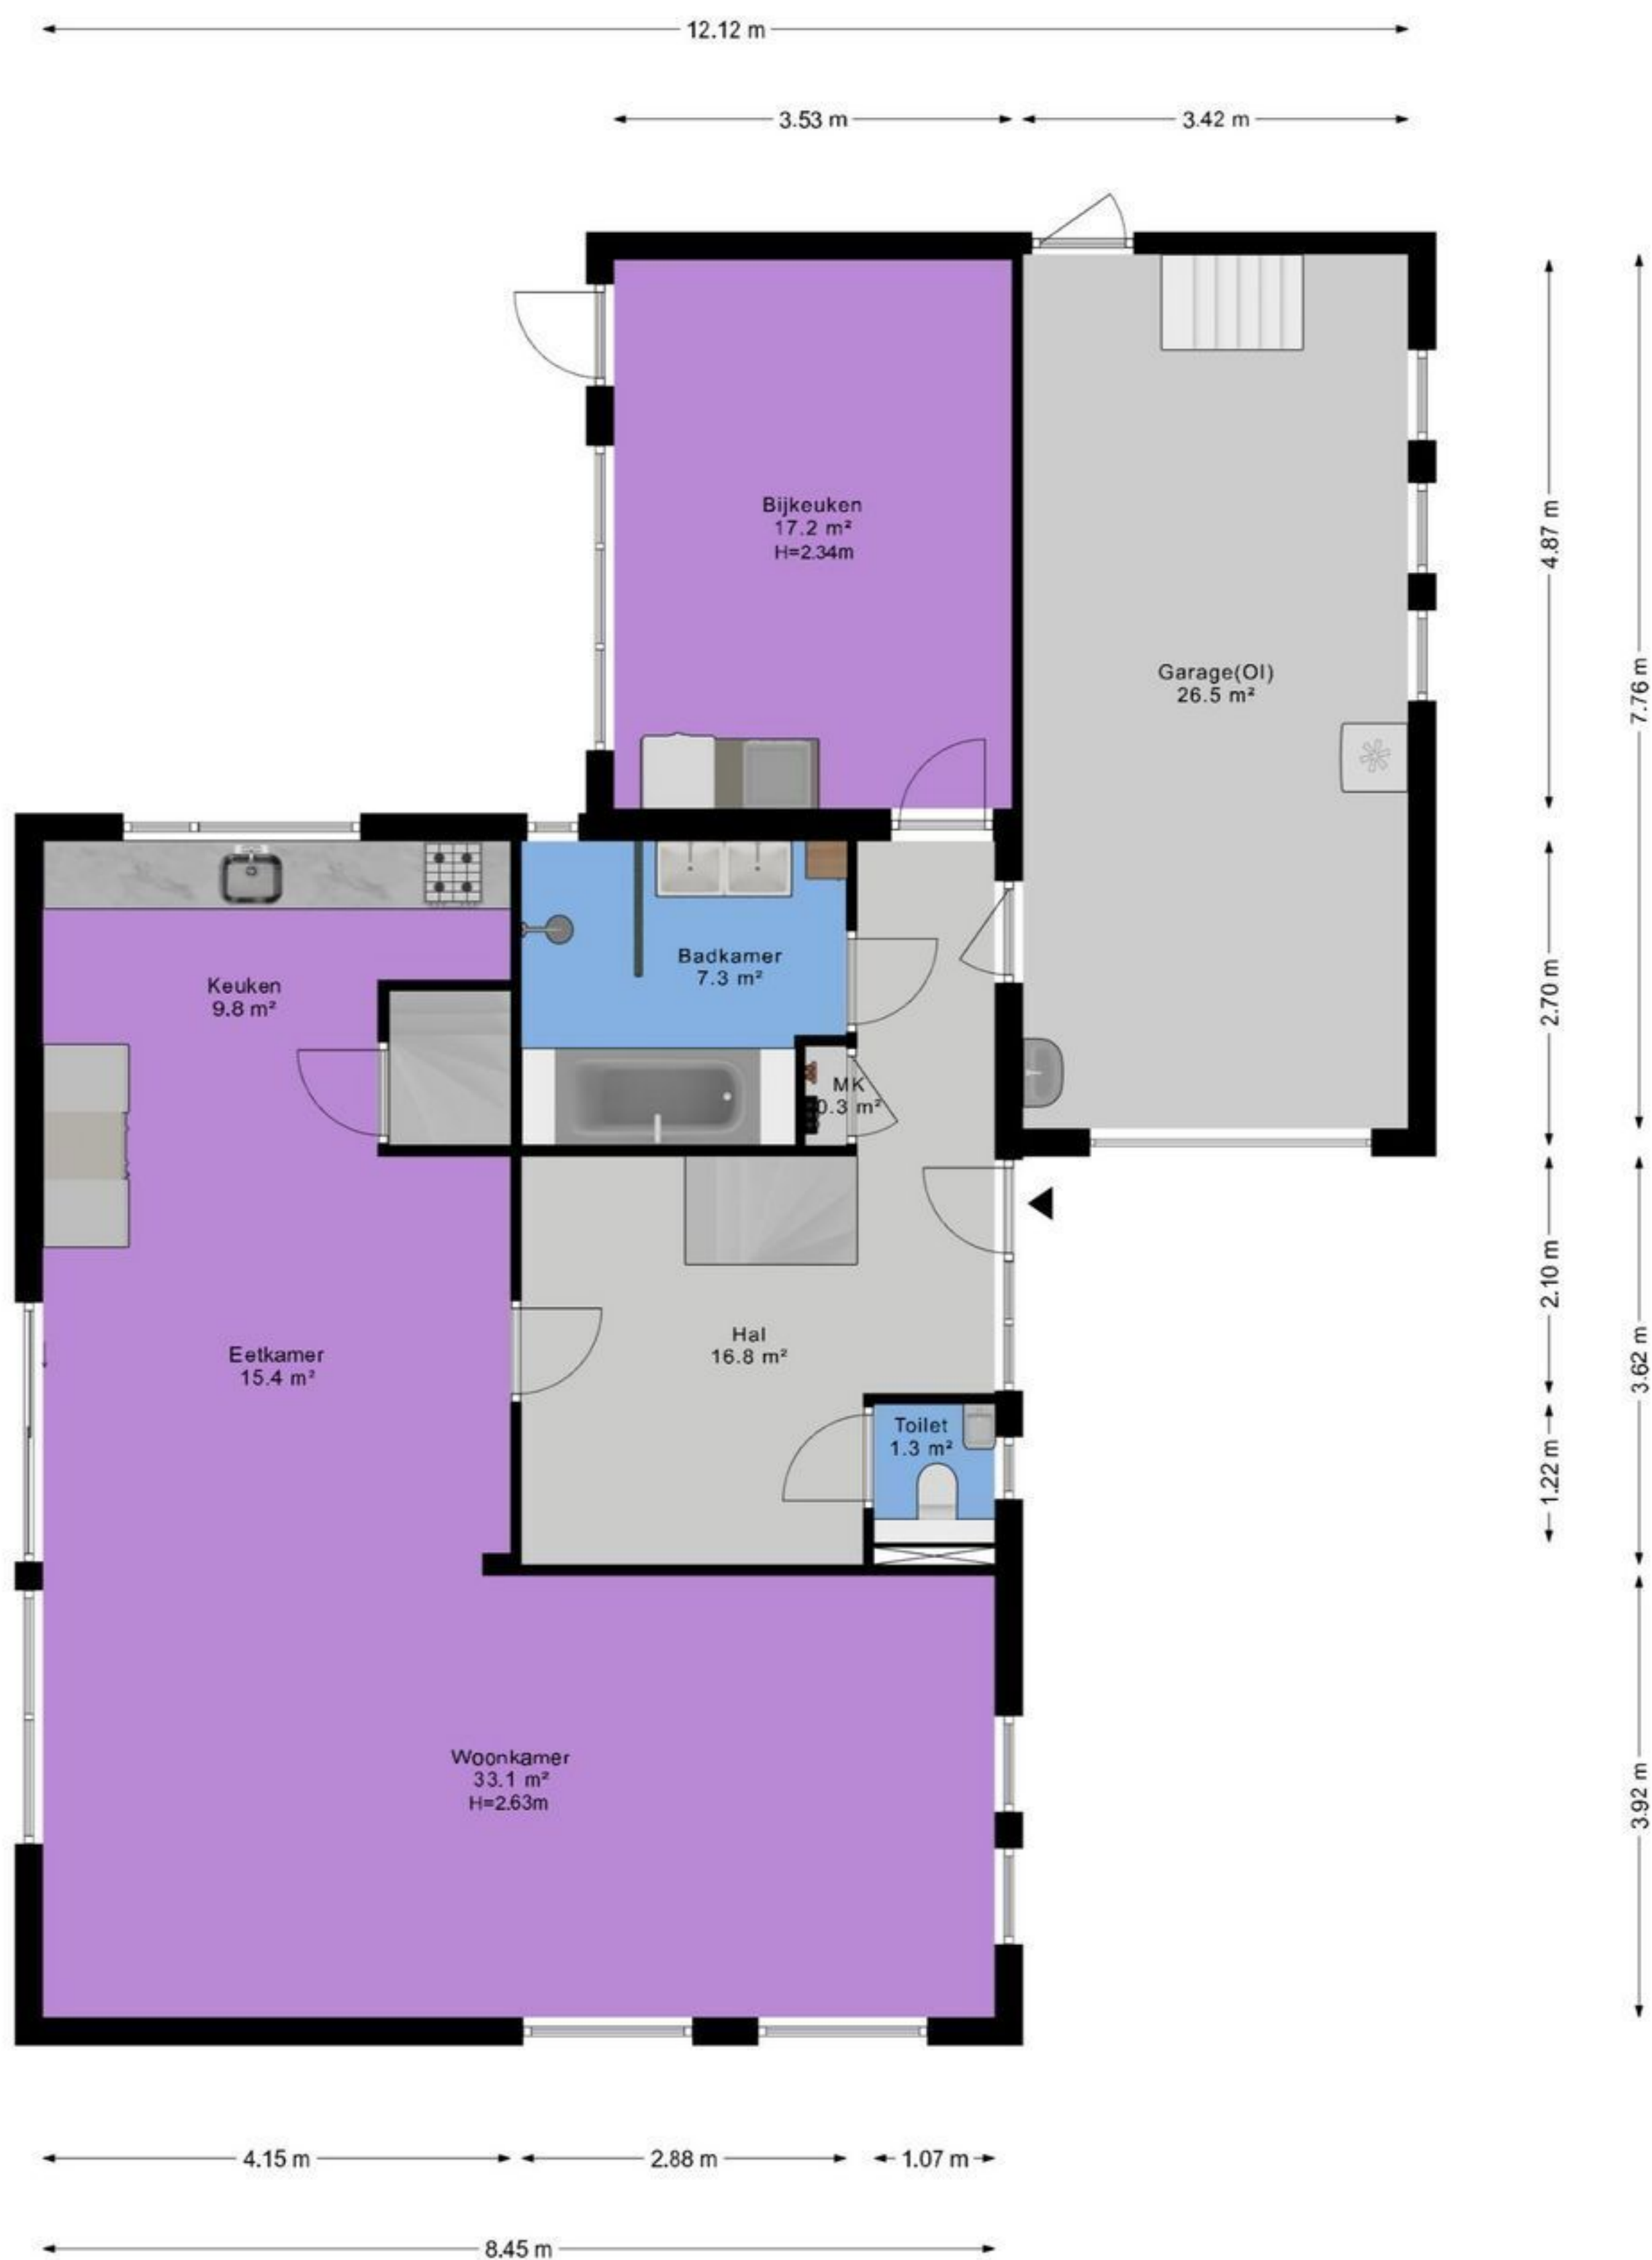 12.12 m
3.53 m
3.42 m
Bijkeuken
17.2 m²
H=2.34m
4.87 m
7.76 m
Garage(OI)
26.5 m²
Keuken
9.8 m²
Badkamer
7.3 m²
2.70 m
MK
0.3 m²
Eetkamer
15.4 m²
Hal
16.8 m²
2.10 m
3.62 m
Toilet
1.3 m²
1.22 m
Woonkamer
33.1 m²
H=2.63m
3.92 m
4.15 m
2.88 m
1.07 m
8.45 m